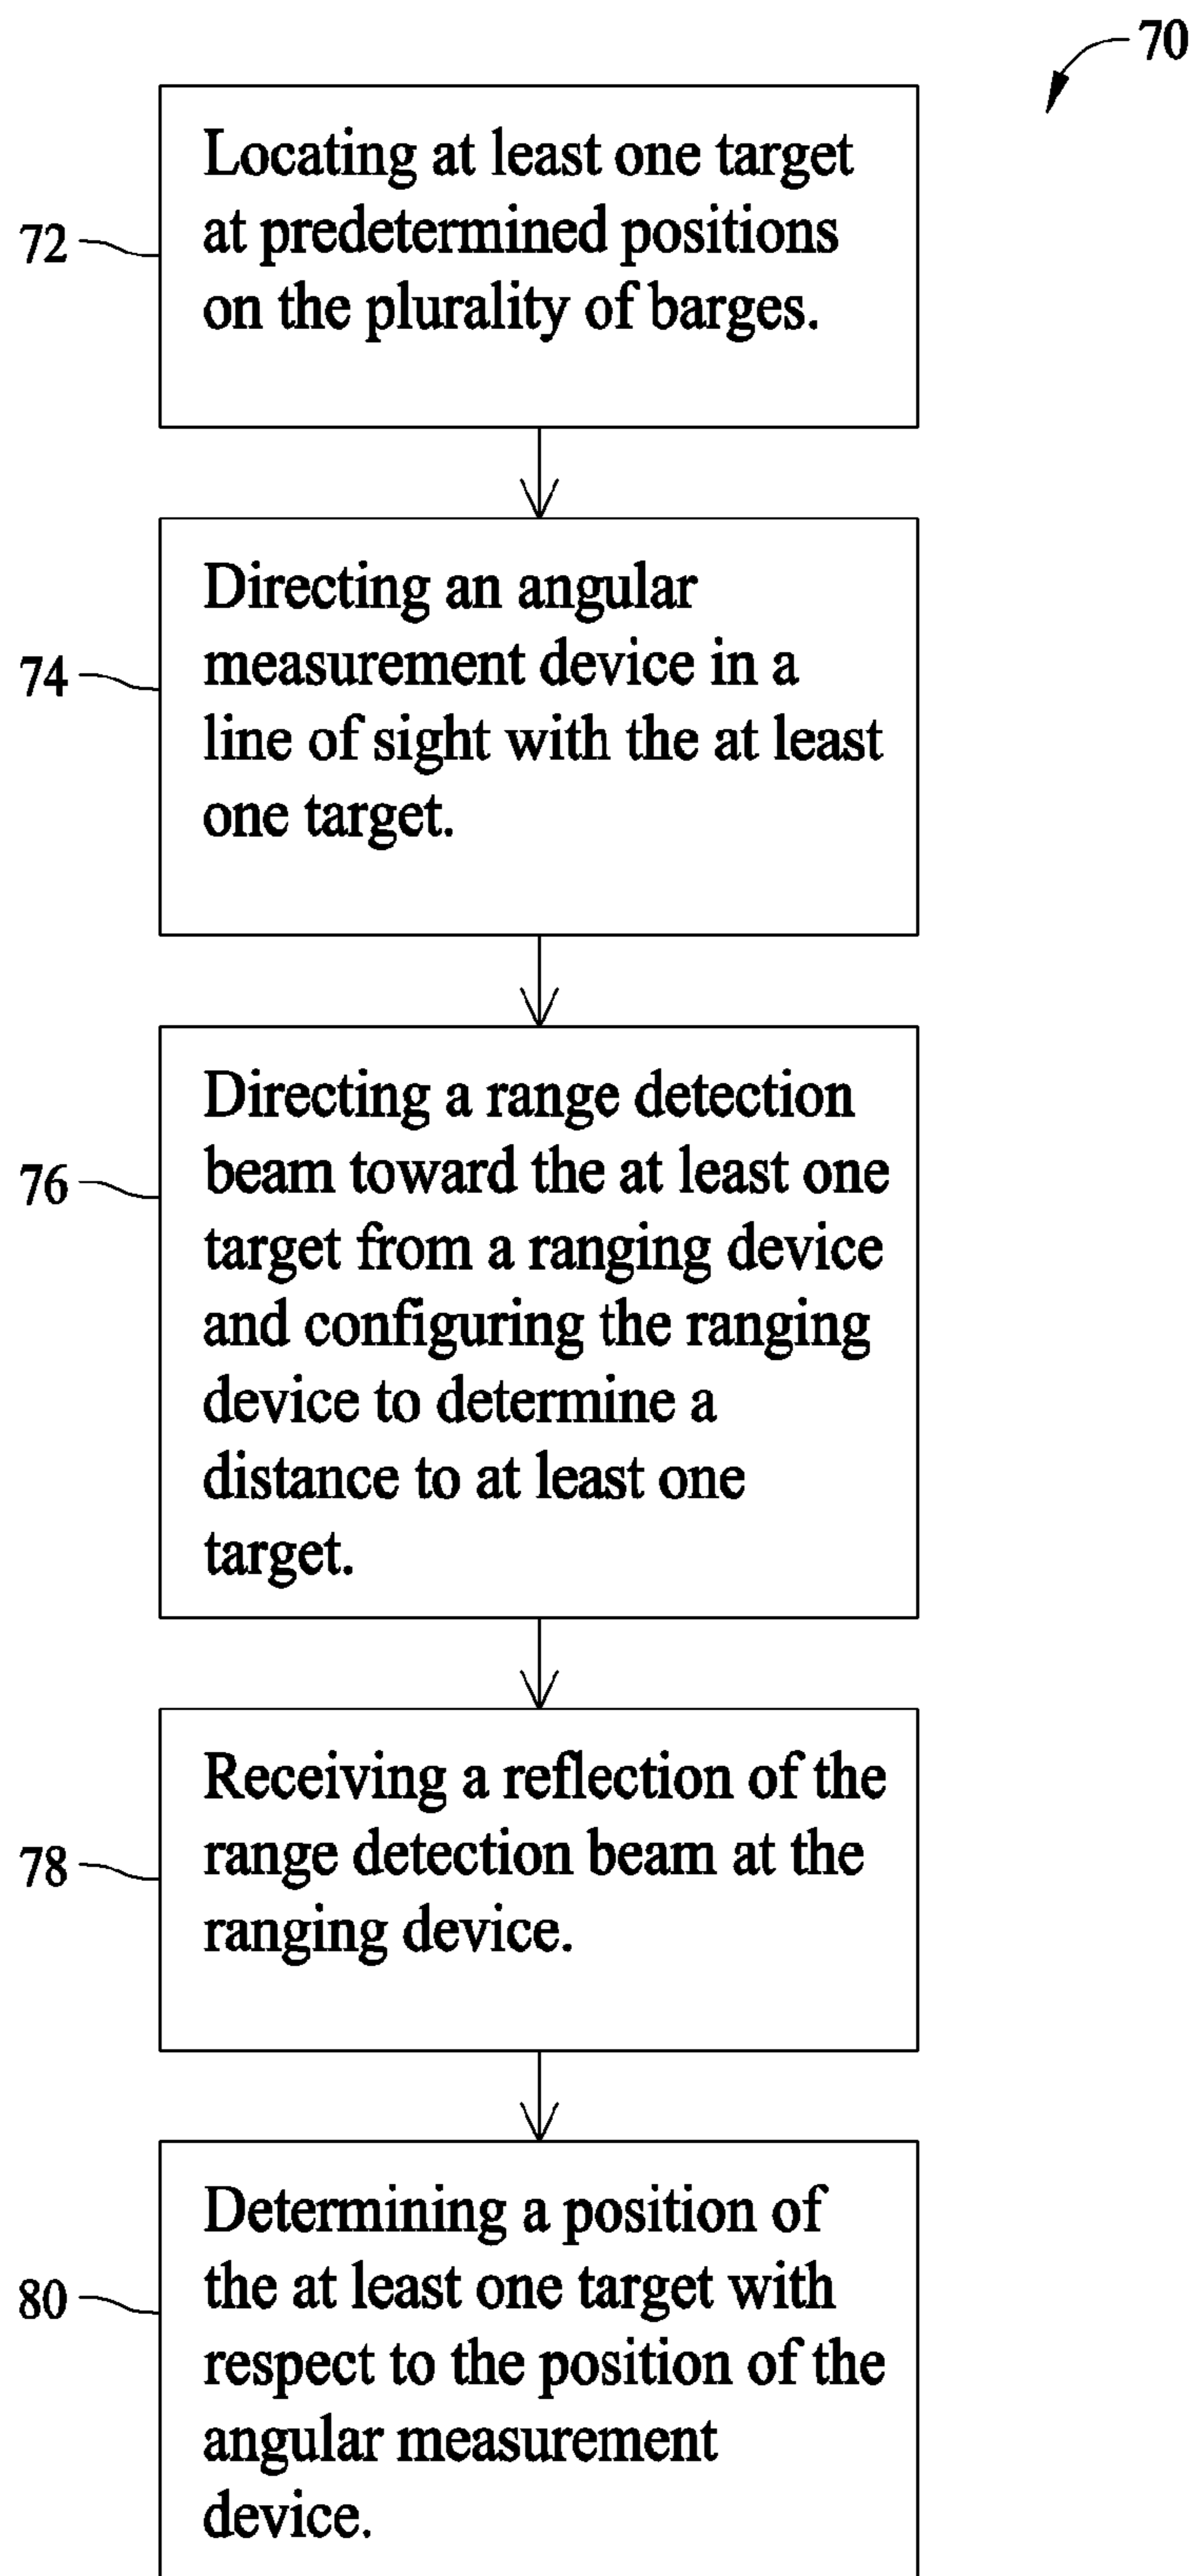 70
Locating at least one target
at predetermined positions
on the plurality of barges.
72
Directing an angular
measurement device in a
line of sight with the at least
one target.
74
Directing a range detection
beam toward the at least one
target from a ranging device
and configuring the ranging
device to determine a
distance to at least one
target.
76
Receiving a reflection of the
range detection beam at the
ranging device.
78
Determining a position of
the at least one target with
respect to the position of the
angular measurement
device.
80